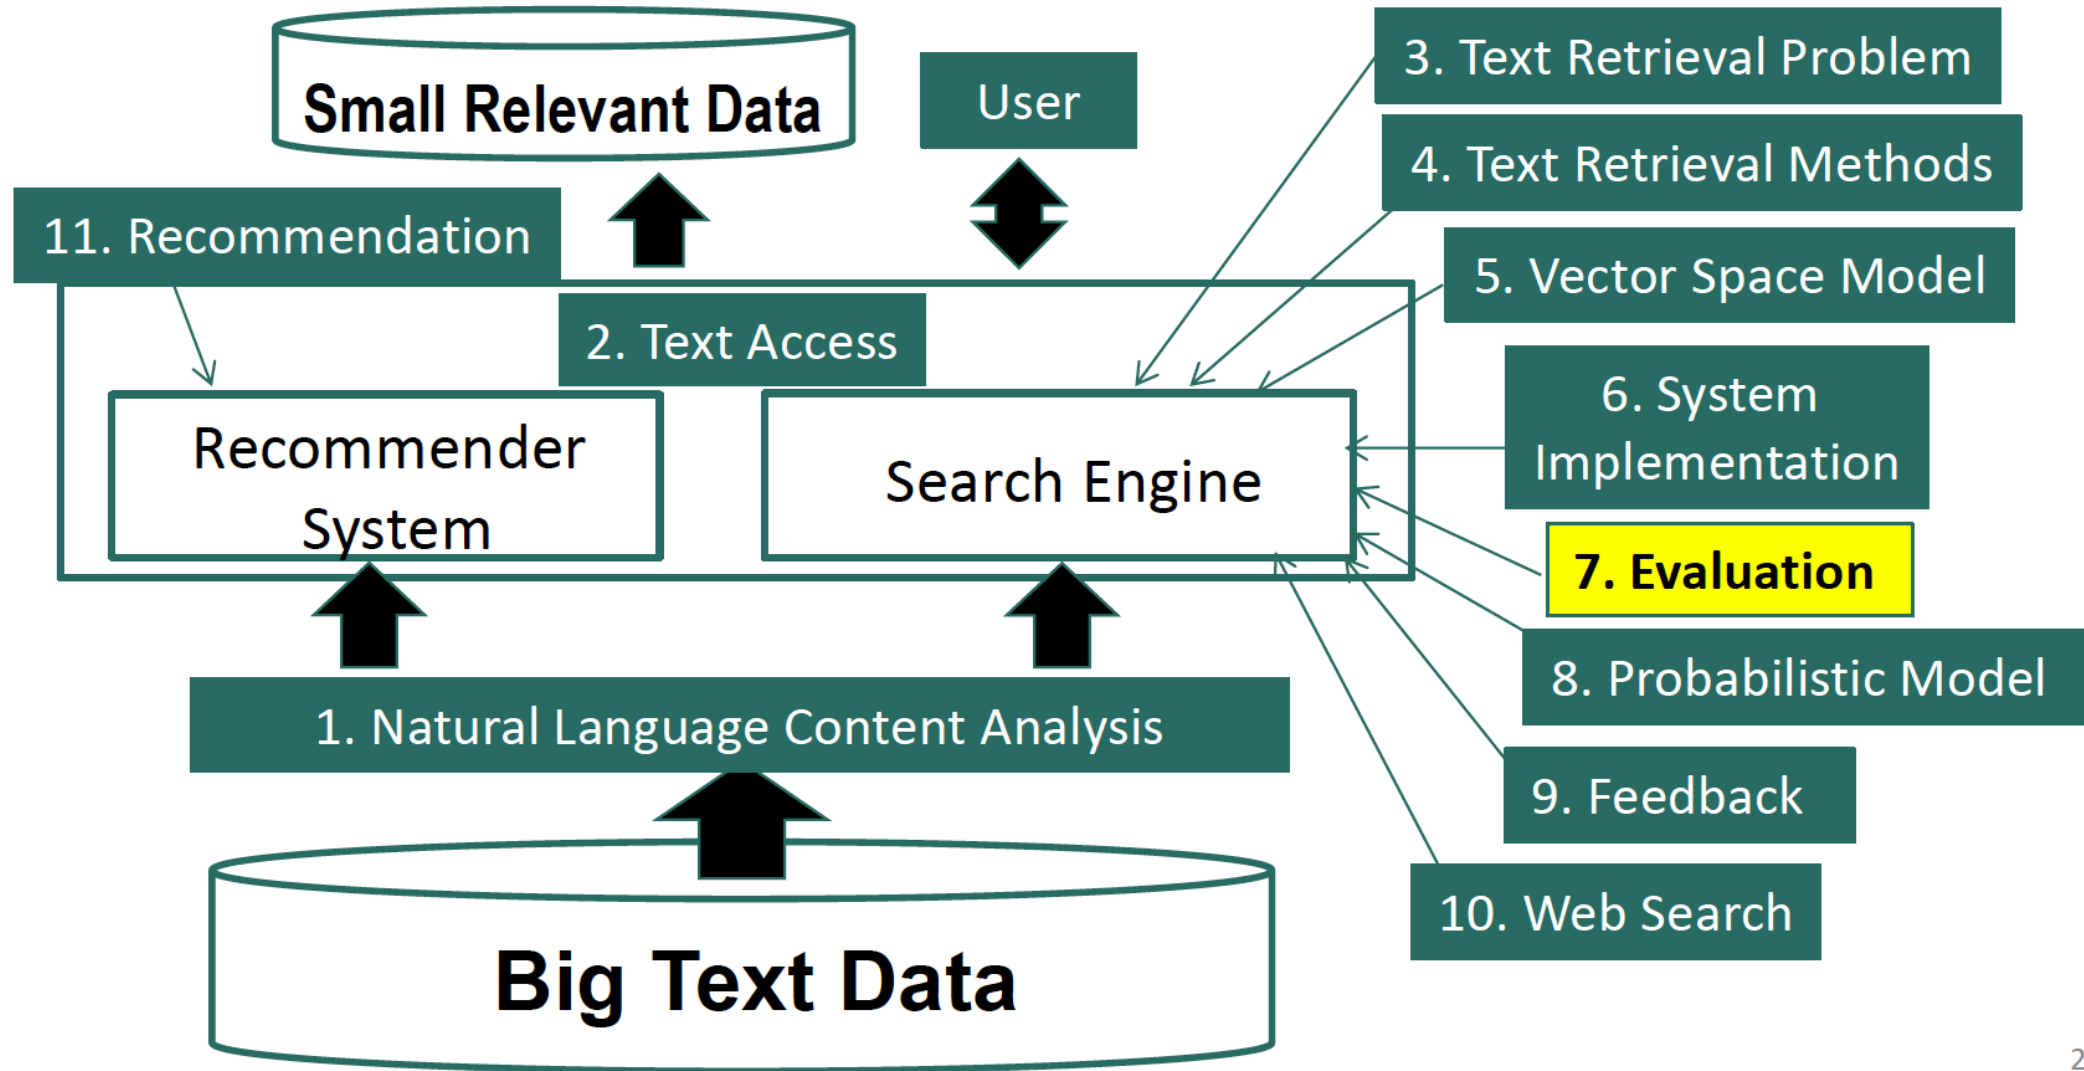 Small Relevant Data
User
3. Text Retrieval Problem
4. Text Retrieval Methods
11. Recommendation
5. Vector Space Model
2. Text Access
6. System
Implementation
Recommender
System
Search Engine
7. Evaluation
8. Probabilistic Model
1. Natural Language Content Analysis
9. Feedback
10. Web Search
Big Text Data
2